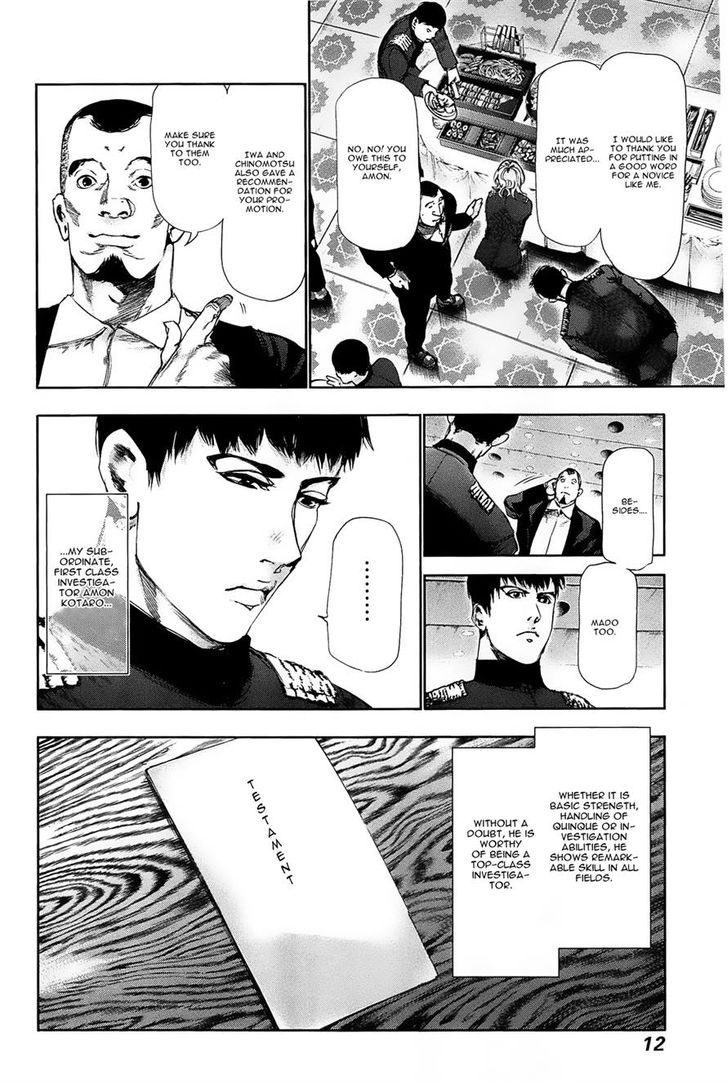 I WOULD LIKE
TO THANK YOU
FOR PUTTING IN
A GOOD WORD
FOR A NOVICE
LIKE ME.
IT WAS
MUCH AP-
PRECIATED...
NO, NO! YOU
OWE THIS TO
YOURSELF,
AMON.
IWA AND
CHINOMOTSU
ALSO GAVE A
RECOMMEN-
DATION FOR
YOUR PRO-
MOTION.
MAKE SURE
YOU THANK
TO THEM
TOO.
BE-
SIDES...
MADO
TOO.
.......
...MY SUB-
ORDINATE,
FIRST CLASS
INVESTIGA-
TOR AMON
KOTARO...
WHETHER IT IS
BASIC STRENGTH,
HANDLING OF
QUINQUE OR IN-
VESTIGATION
ABILITIES, HE
SHOWS REMARK-
ABLE SKILL IN ALL
FIELDS.
WITHOUT A
DOUBT, HE IS
WORTHY
OF BEING A
TOP-CLASS
INVESTIGA-
TOR.
TESTAMENT
12